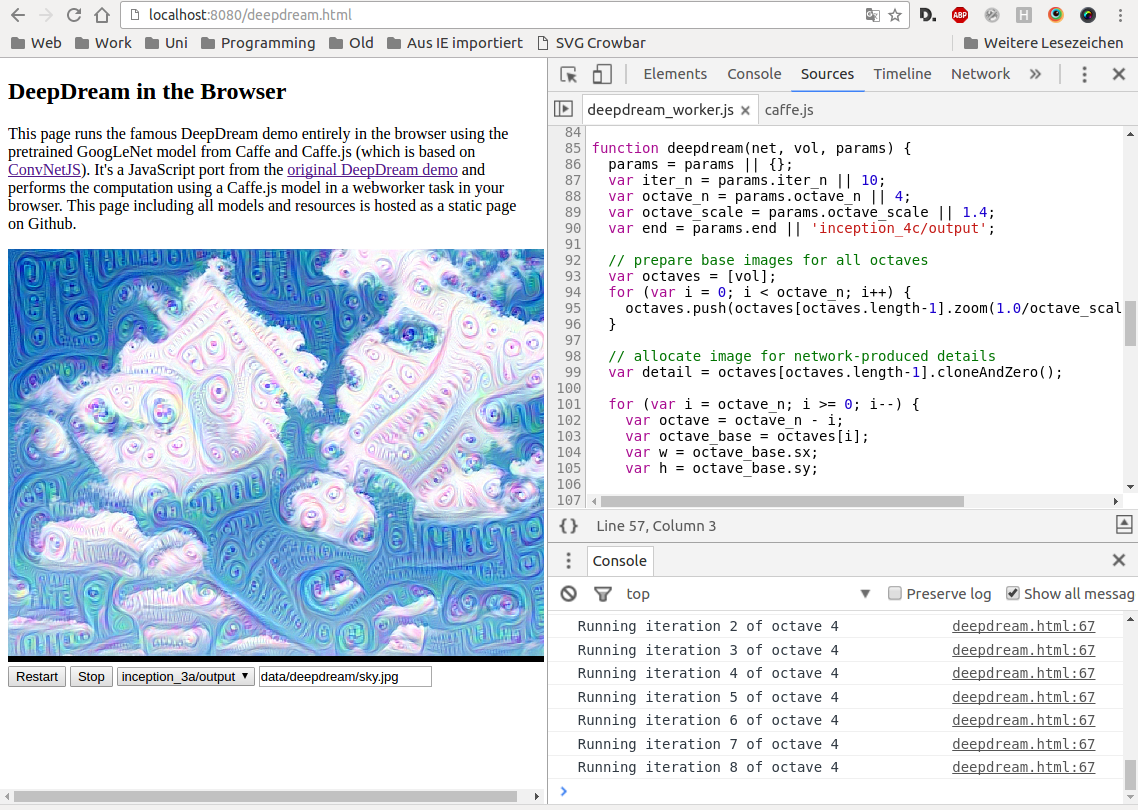 localhost:8080/deepdream.html
D. ABP H
Web Work Uni Programming Old Aus IE importiert SVG Crowbar Weitere Lesezeichen
DeepDream in the Browser
This page runs the famous DeepDream demo entirely in the browser using the
pretrained GoogLeNet model from Caffe and Caffe.js (which is based on
ConvNetJS). It's a JavaScript port from the original DeepDream demo and
performs the computation using a Caffe.js model in a webworker task in your
browser. This page including all models and resources is hosted as a static page
on Github.
Restart Stop inception_3a/output data/deepdream/sky.jpg
Elements Console Sources Timeline Network »
deepdream_worker.js × caffe.js
84
85 function deepdream(net, vol, params) {
86 params = params || {};
87 var iter_n = params.iter_n || 10;
88 var octave_n = params.octave_n || 4;
89 var octave_scale = params.octave_scale || 1.4;
90 var end = params.end || 'inception_4c/output';
91
92 // prepare base images for all octaves
93 var octaves = [vol];
94 for (var i = 0; i < octave_n; i++) {
95 octaves.push(octaves[octaves.length-1].zoom(1.0/octave_scal
96 }
97
98 // allocate image for network-produced details
99 var detail = octaves[octaves.length-1].cloneAndZero();
100
101 for (var i = octave_n; i >= 0; i--) {
102 var octave = octave_n - i;
103 var octave_base = octaves[i];
104 var w = octave_base.sx;
105 var h = octave_base.sy;
106
107
{} Line 57, Column 3
Console
top Preserve log Show all messag
Running iteration 2 of octave 4 deepdream.html:67
Running iteration 3 of octave 4 deepdream.html:67
Running iteration 4 of octave 4 deepdream.html:67
Running iteration 5 of octave 4 deepdream.html:67
Running iteration 6 of octave 4 deepdream.html:67
Running iteration 7 of octave 4 deepdream.html:67
Running iteration 8 of octave 4 deepdream.html:67